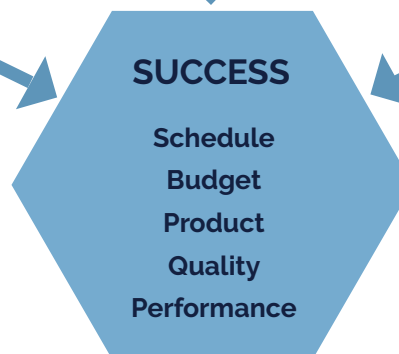 SUCCESS
Schedule
Budget
Product
Quality
Performance